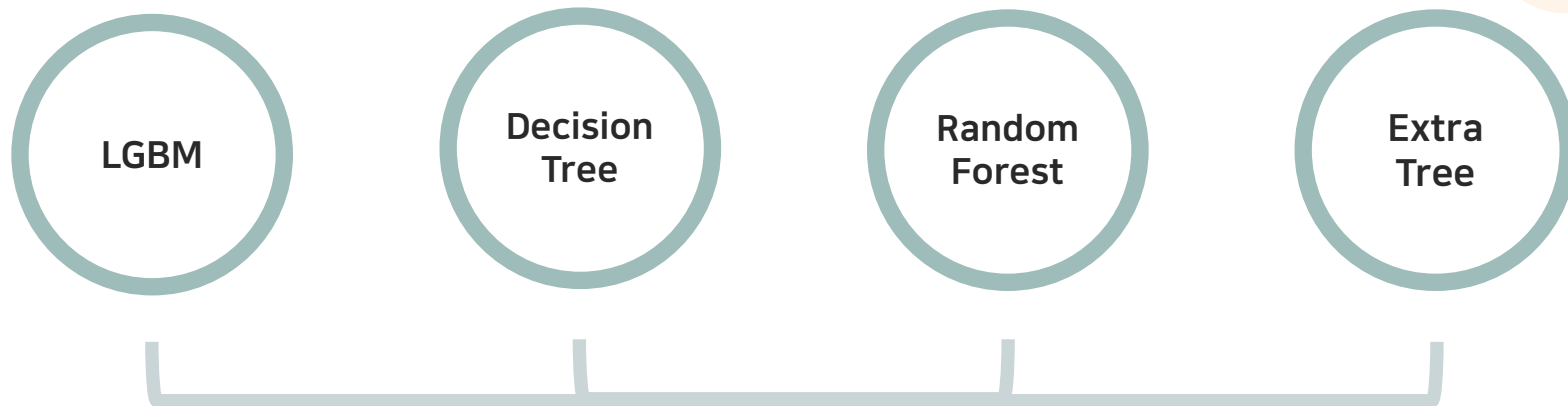 LGBM
Decision
Tree
Random
Forest
Extra
Tree